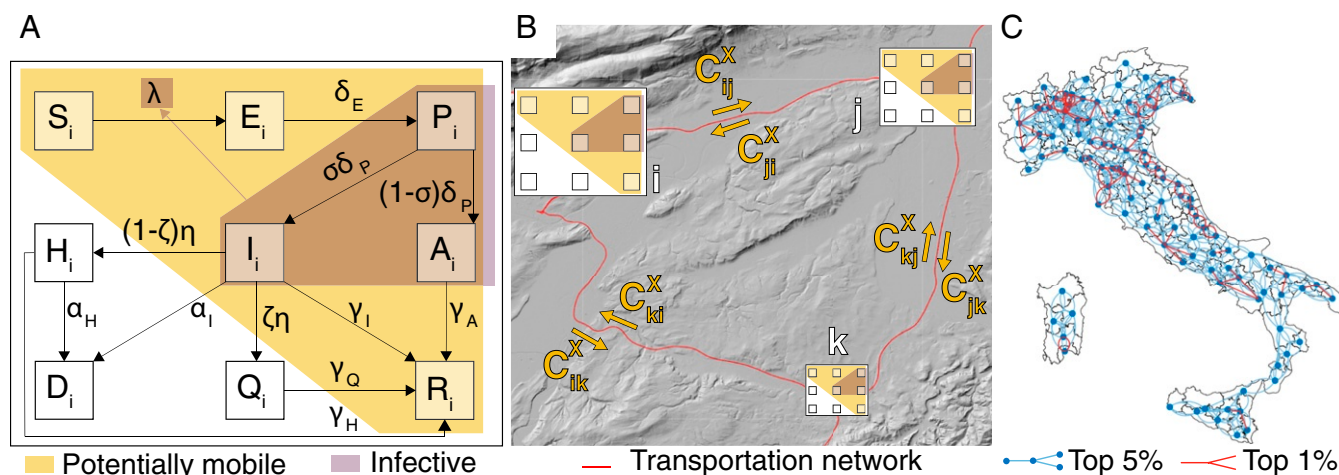 A
S_i
λ
E_i
δ_E
P_i
σδ_P
(1-σ)δ_P
H_i
(1-ζ)η
I_i
A_i
α_H
α_I
ζη
γ_I
γ_A
D_i
Q_i
γ_Q
R_i
γ_H
Potentially mobile
Infective
B
C^X_ij
C^X_ji
i
j
C^X_kj
C^X_jk
C^X_ki
C^X_ik
k
Transportation network
C
Top 5%
Top 1%